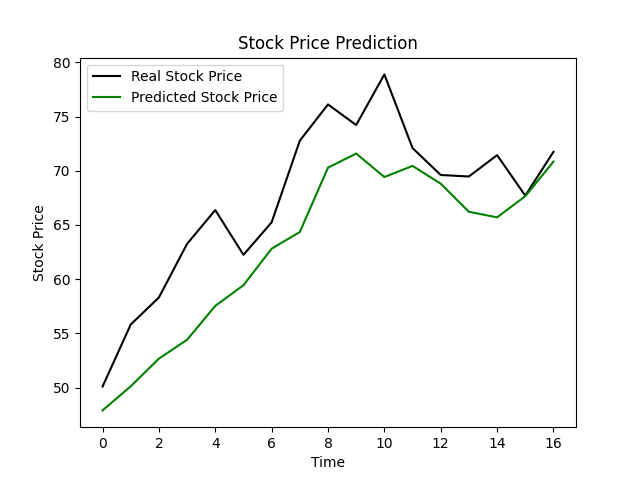 Stock Price Prediction
Real Stock Price
Predicted Stock Price
Stock Price
80
75
70
65
60
55
50
0 2 4 6 8 10 12 14 16
Time